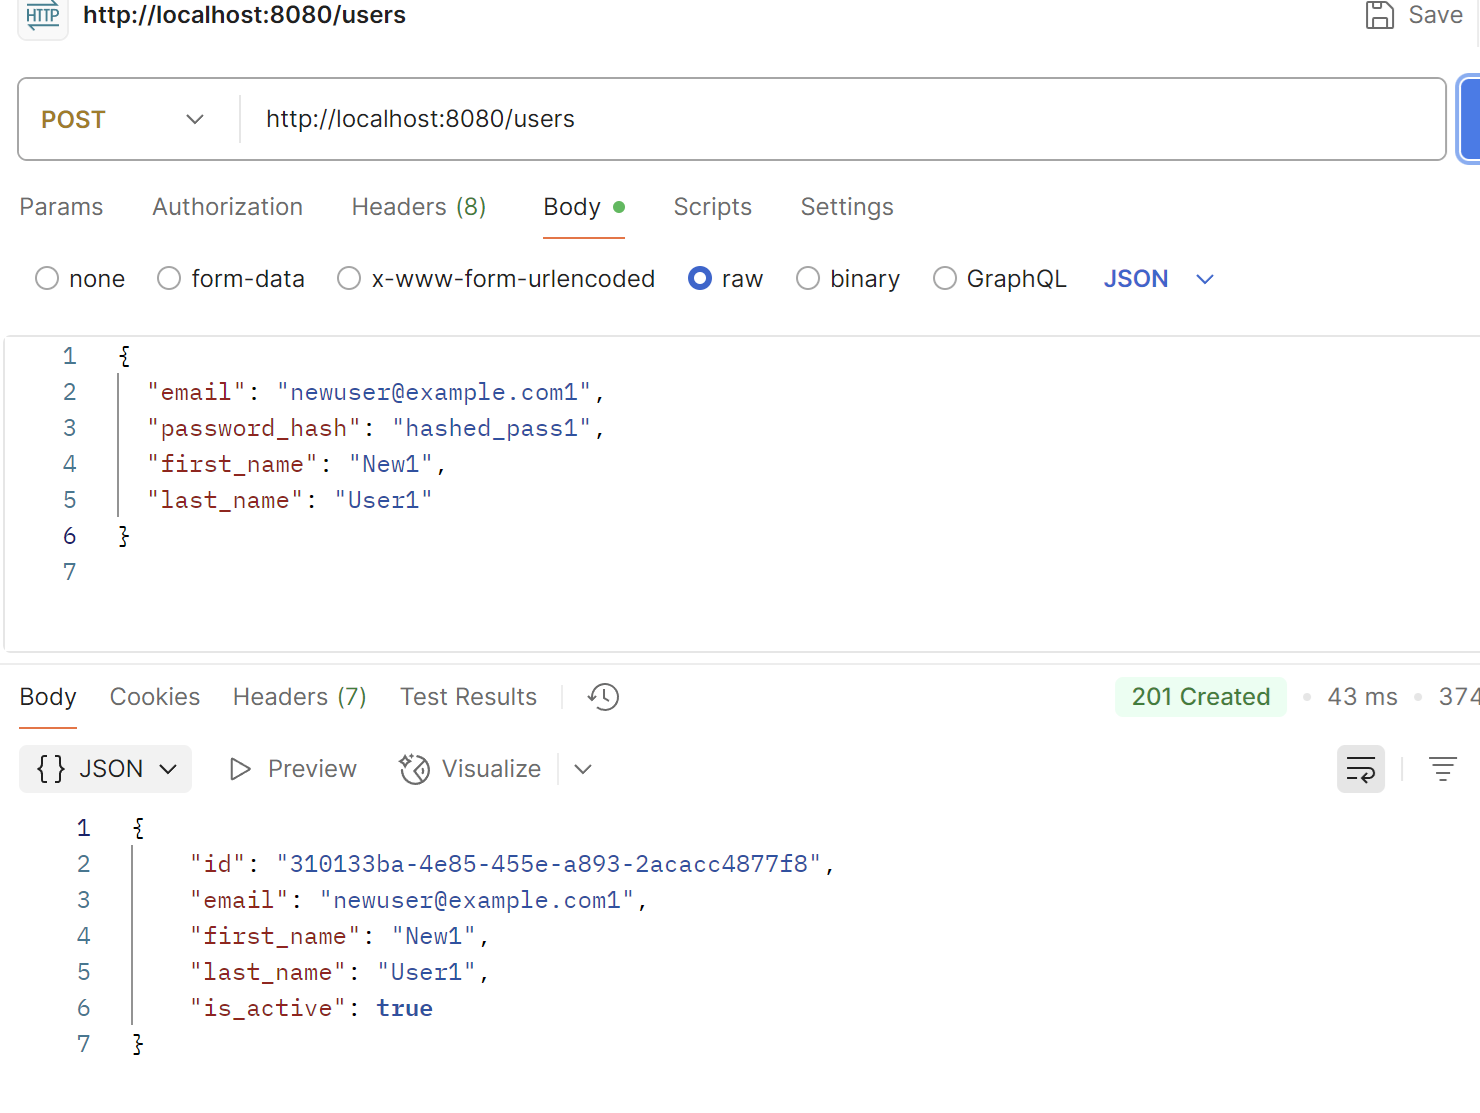 HTTP http://localhost:8080/users Save
POST http://localhost:8080/users
Params Authorization Headers (8) Body Scripts Settings
none form-data x-www-form-urlencoded raw binary GraphQL JSON
1 {
2 "email": "newuser@example.com1",
3 "password_hash": "hashed_pass1",
4 "first_name": "New1",
5 "last_name": "User1"
6 }
7
Body Cookies Headers (7) Test Results 201 Created • 43 ms • 374
{} JSON Preview Visualize
1 {
2 "id": "310133ba-4e85-455e-a893-2acacc4877f8",
3 "email": "newuser@example.com1",
4 "first_name": "New1",
5 "last_name": "User1",
6 "is_active": true
7 }